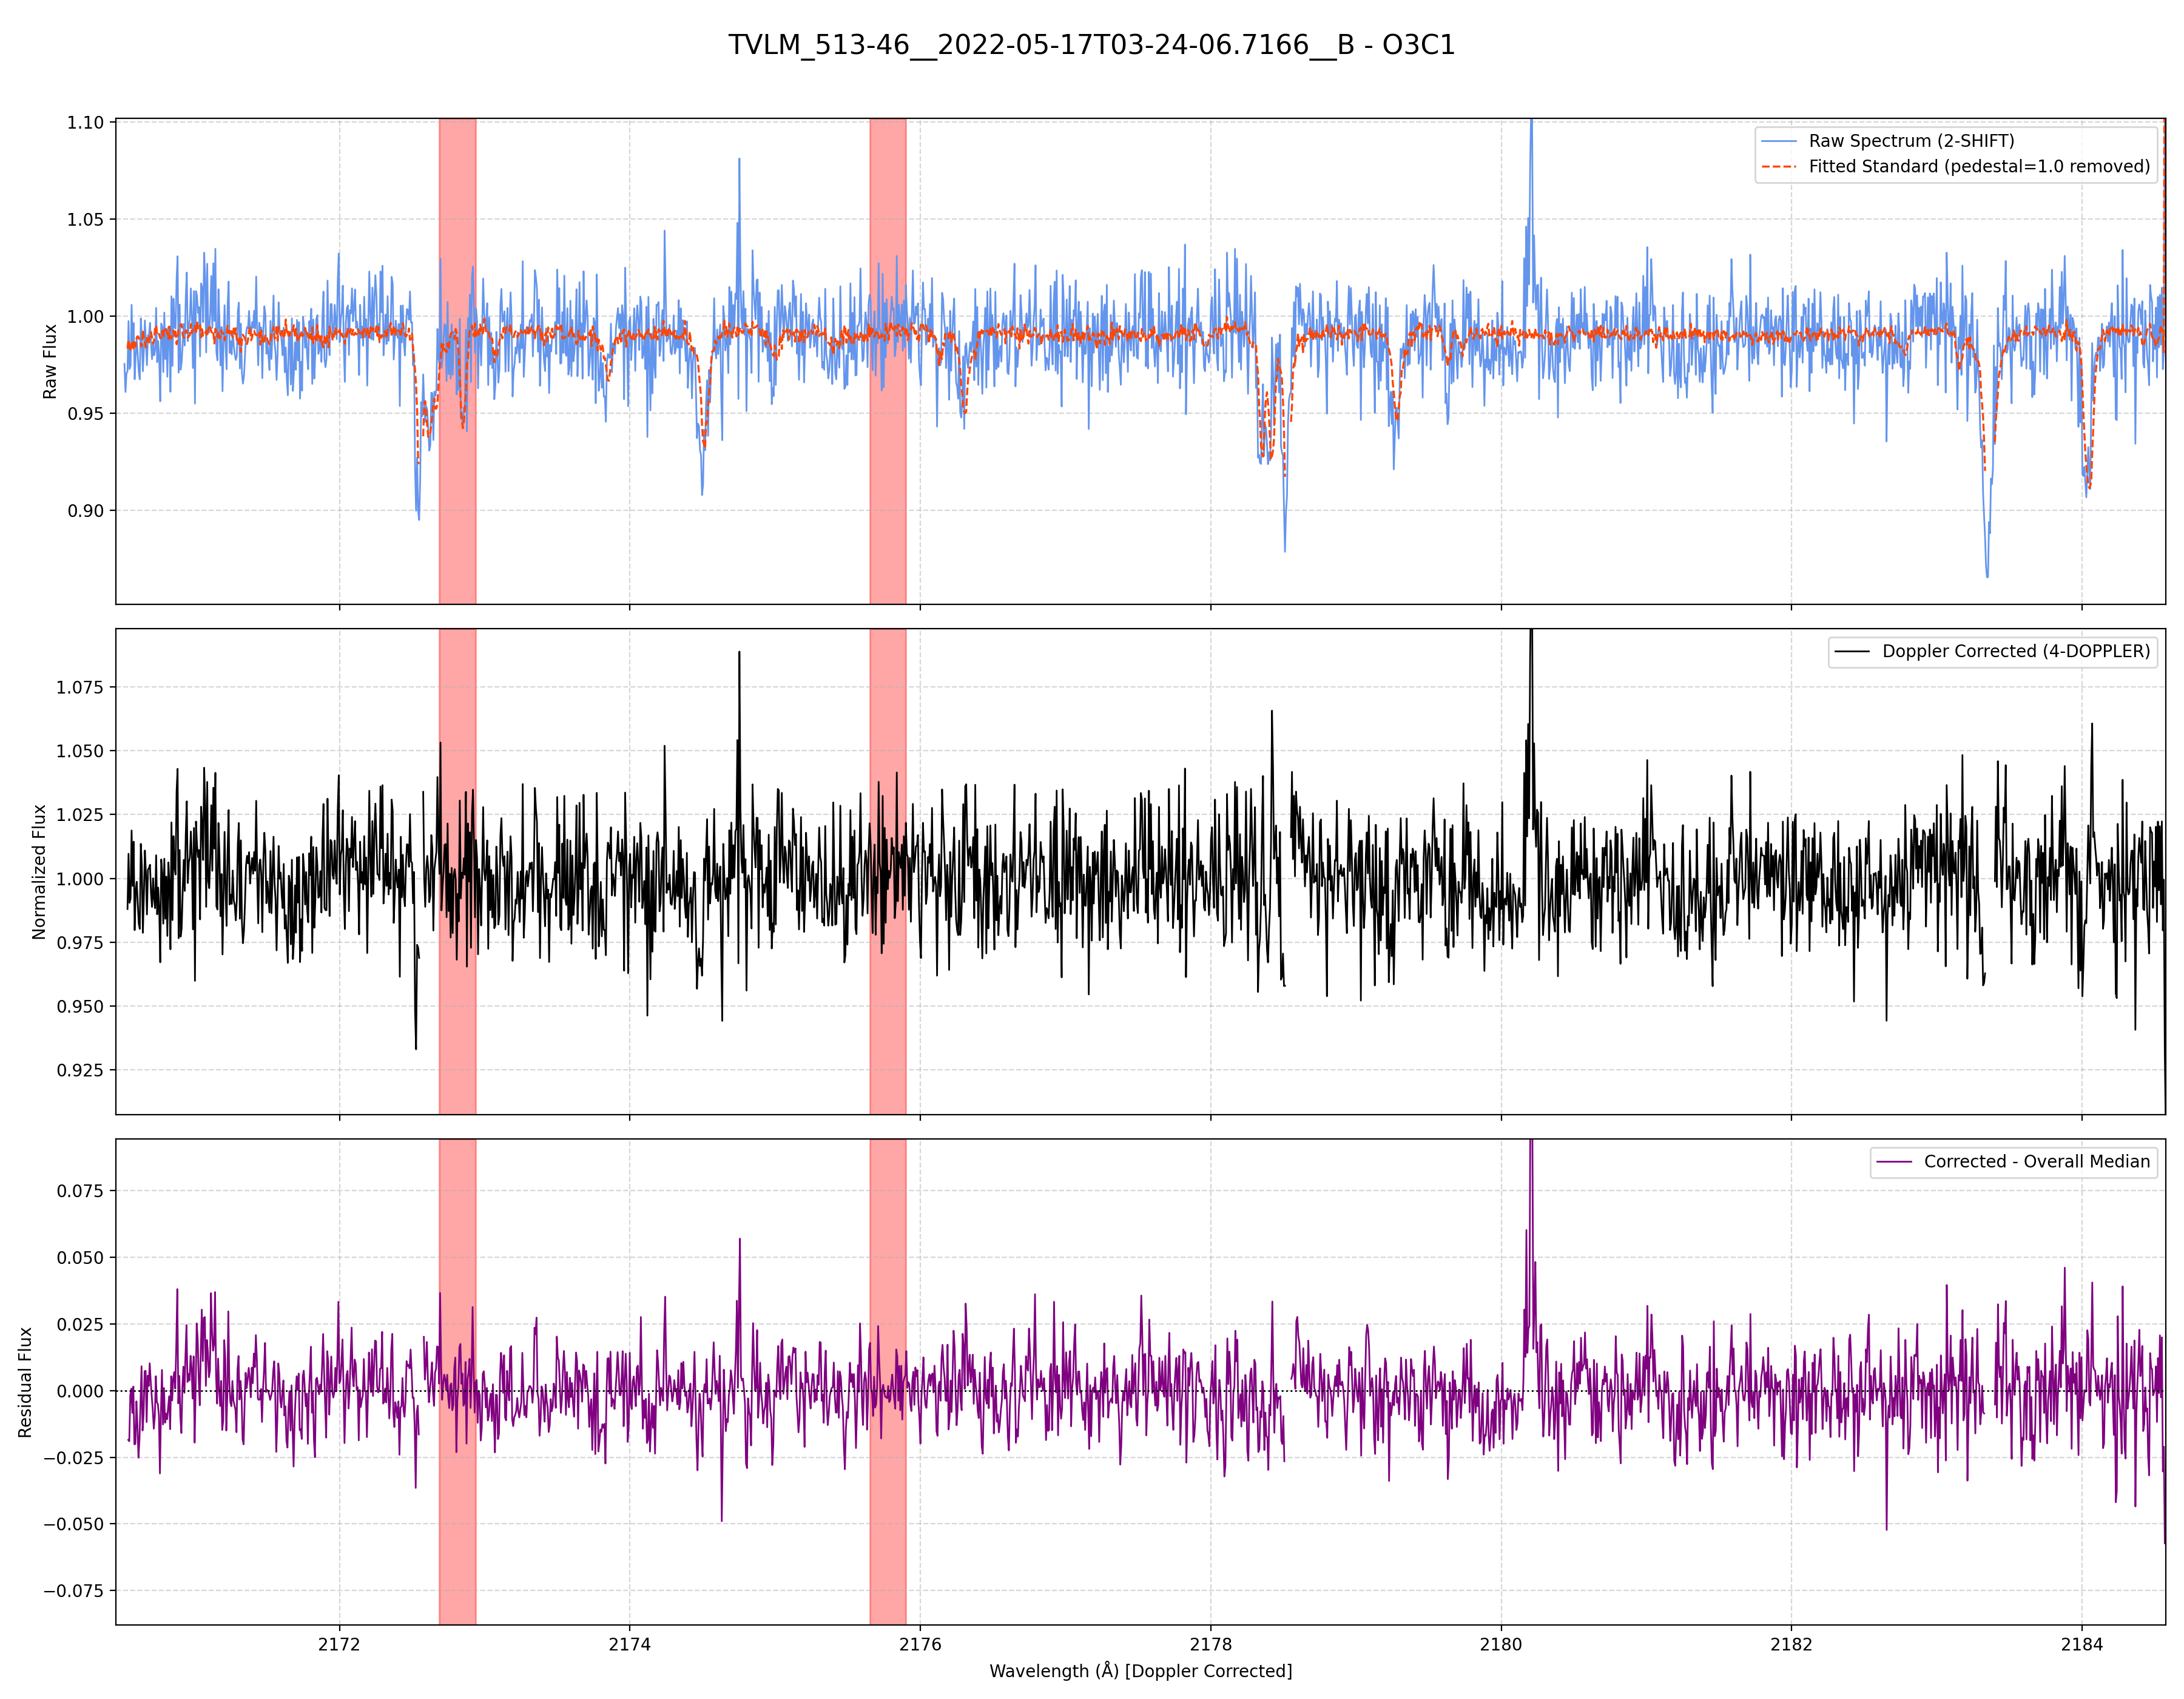 TVLM_513-46__2022-05-17T03-24-06.7166__B - O3C1
1.10
1.05
1.00
0.95
0.90
Raw Flux
Raw Spectrum (2-SHIFT)
Fitted Standard (pedestal=1.0 removed)
1.075
1.050
1.025
1.000
0.975
0.950
0.925
Normalized Flux
Doppler Corrected (4-DOPPLER)
0.075
0.050
0.025
0.000
−0.025
−0.050
−0.075
Residual Flux
Corrected - Overall Median
2172 2174 2176 2178 2180 2182 2184
Wavelength (Å) [Doppler Corrected]